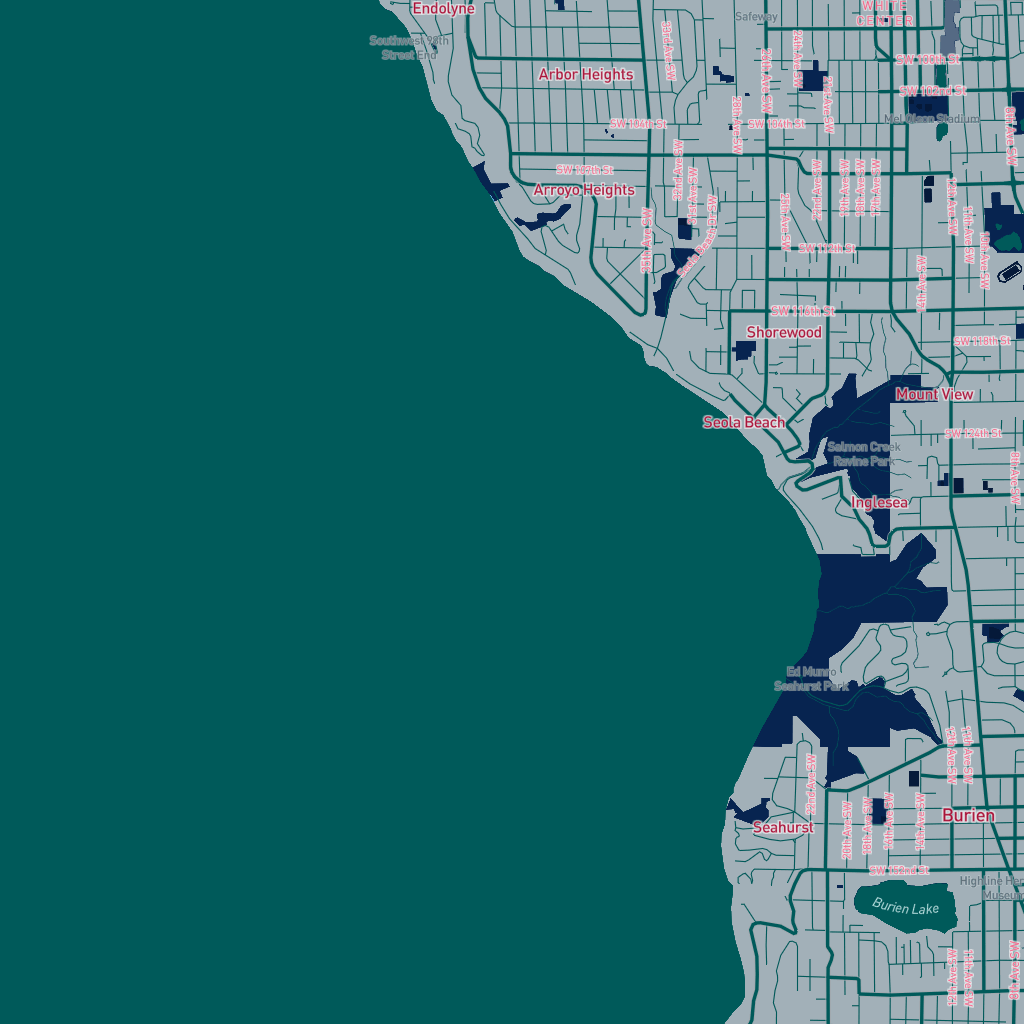 Endolyne
WHITE
CENTER
Safeway
Southwest 98th
Street End
33rd Ave SW
26th Ave SW
24th Ave SW
SW 100th St
Arbor Heights
21st Ave SW
SW 102nd St
28th Ave SW
SW 104th St
SW 104th St
Mel Olson Stadium
8th Ave SW
SW 107th St
32nd Ave SW
31st Ave SW
22nd Ave SW
19th Ave SW
18th Ave SW
17th Ave SW
Arroyo Heights
35th Ave SW
Seola Beach Dr SW
25th Ave SW
SW 112th St
12th Ave SW
11th Ave SW
10th Ave SW
14th Ave SW
SW 116th St
Shorewood
SW 118th St
Mount View
Seola Beach
SW 124th St
Salmon Creek
Ravine Park
8th Ave SW
Inglesea
Ed Munro
Seahurst Park
12th Ave SW
11th Ave SW
22nd Ave SW
20th Ave SW
18th Ave SW
16th Ave SW
14th Ave SW
Seahurst
Burien
SW 152nd St
Highline Her
Museum
Burien Lake
12th Ave SW
11th Ave SW
8th Ave SW